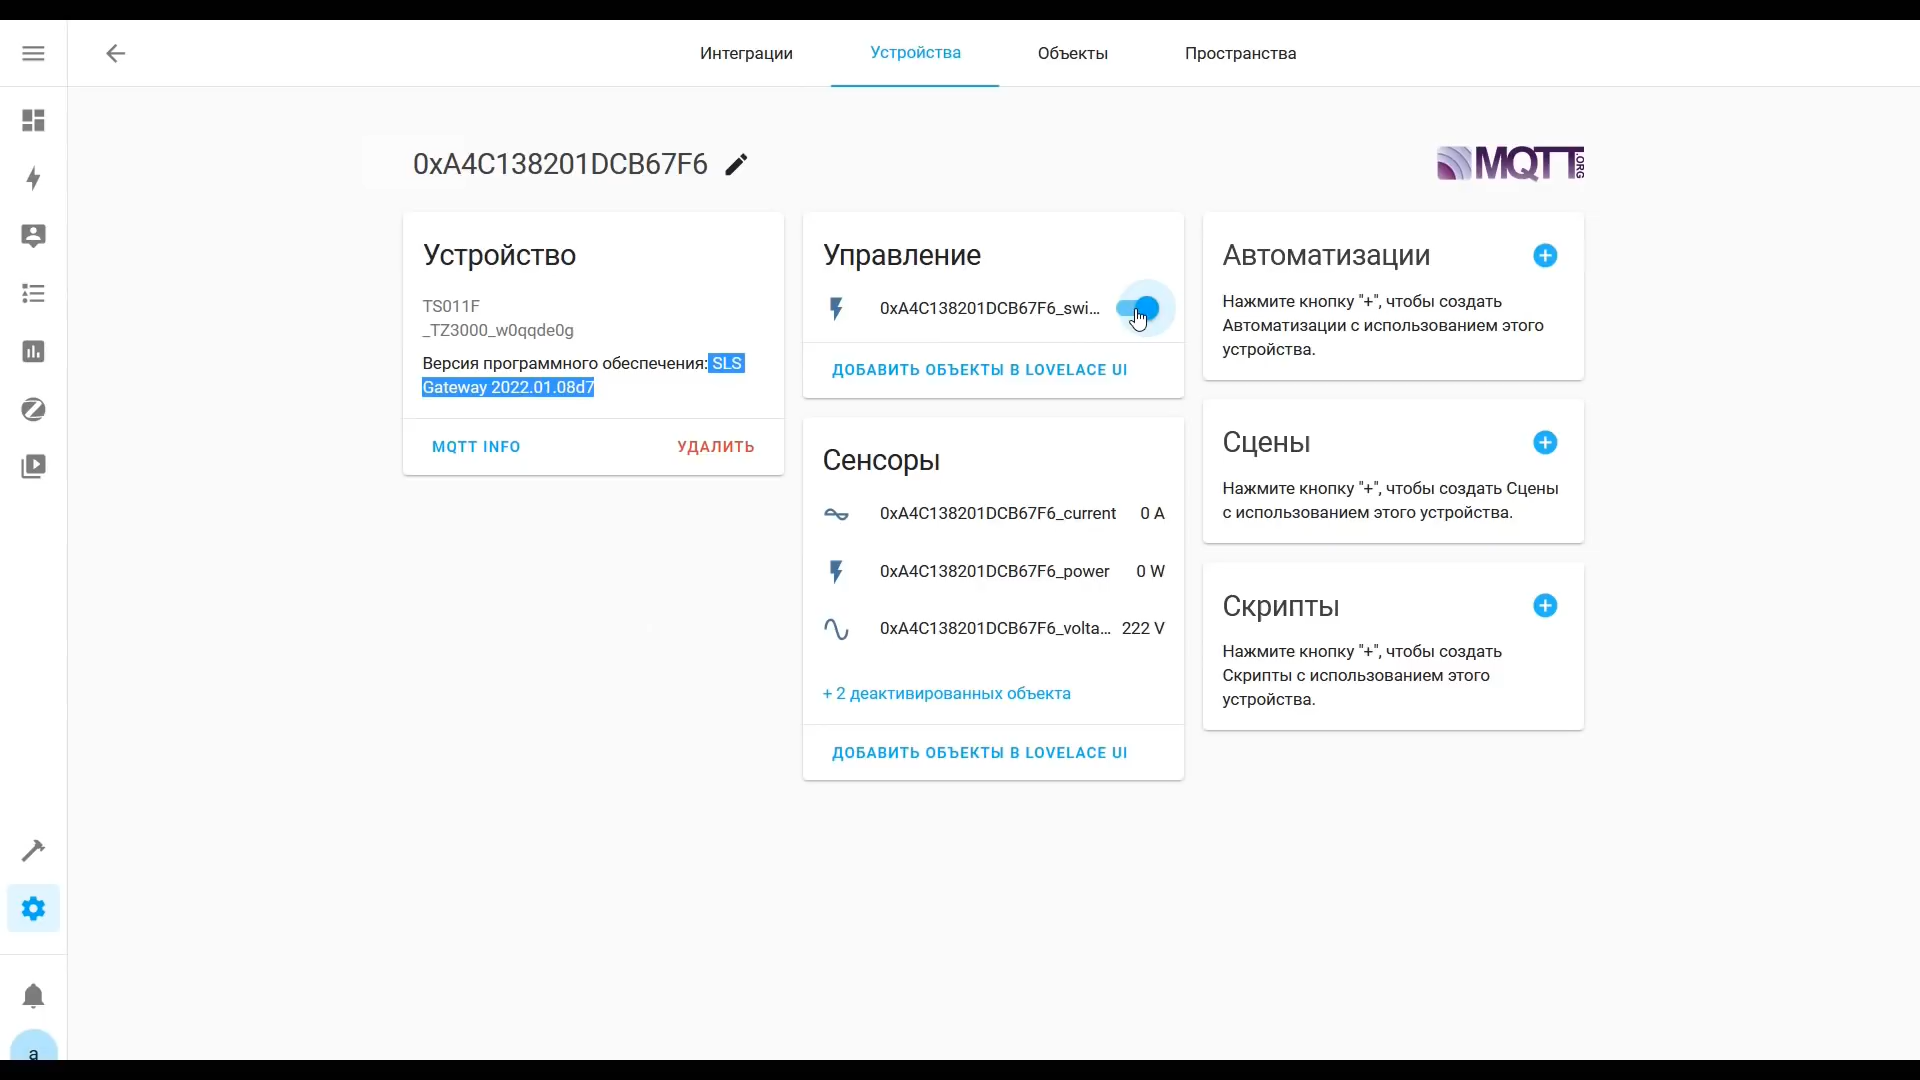 Интеграции
Устройства
Объекты
Пространства
0xA4C138201DCB67F6
MQTT
.ORG
Устройство
TS011F
_TZ3000_w0qqde0g
Версия программного обеспечения: SLS
Gateway 2022.01.08d7
MQTT INFO
УДАЛИТЬ
Управление
0xA4C138201DCB67F6_swi...
ДОБАВИТЬ ОБЪЕКТЫ В LOVELACE UI
Сенсоры
0xA4C138201DCB67F6_current 0 A
0xA4C138201DCB67F6_power 0 W
0xA4C138201DCB67F6_volta... 222 V
+ 2 деактивированных объекта
ДОБАВИТЬ ОБЪЕКТЫ В LOVELACE UI
Автоматизации
Нажмите кнопку "+", чтобы создать
Автоматизации с использованием этого
устройства.
Сцены
Нажмите кнопку "+", чтобы создать Сцены
с использованием этого устройства.
Скрипты
Нажмите кнопку "+", чтобы создать
Скрипты с использованием этого
устройства.
a